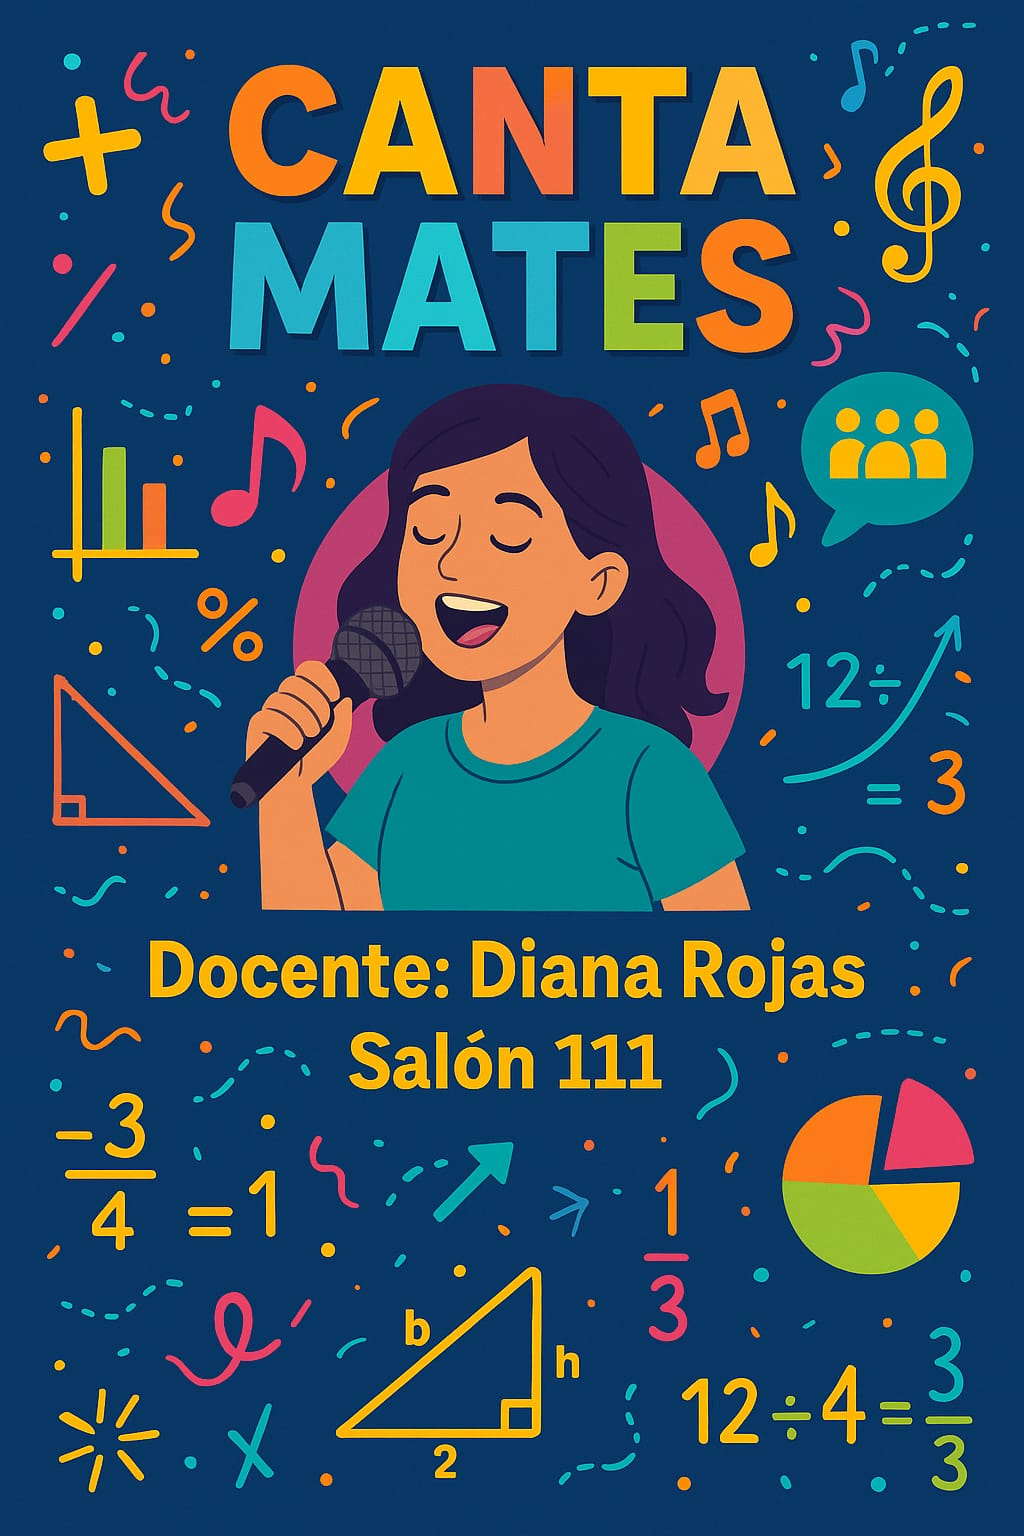 CANTA
MATES
%
12÷
= 3
Docente: Diana Rojas
Salón 111
-3
4
= 1
1
3
b
h
2
12÷4=
3
3